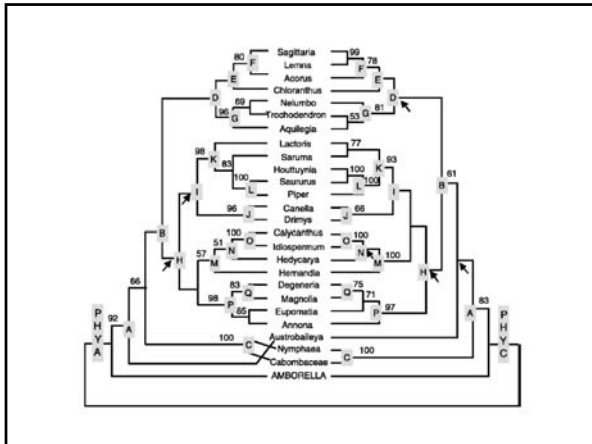 Sagittaria 99
80 F Lemna F 78
E Acorus E
Chloranthus
D Nelumbo D
69 Trochodendron G 81
96 G Aquilegia 53
Lactoris
98 K Saruma 77 K 93
83 Houttuynia 100
I 100 L Saururus L 100 I
Piper
B Canella B 61
96 J Drimys J 66
Calycanthus
100 O Idiospermum O 100
51 N Hedycarya N
H 57 M Hernandia M 100 H
Degeneria
83 Q Magnolia Q 75
98 P Eupomatia 71 P 97
85 Annona
66 Austrobaileya
100 C Nymphaea C 100
92 A Cabombaceae A 83
AMBORELLA
PHYA
PHYC